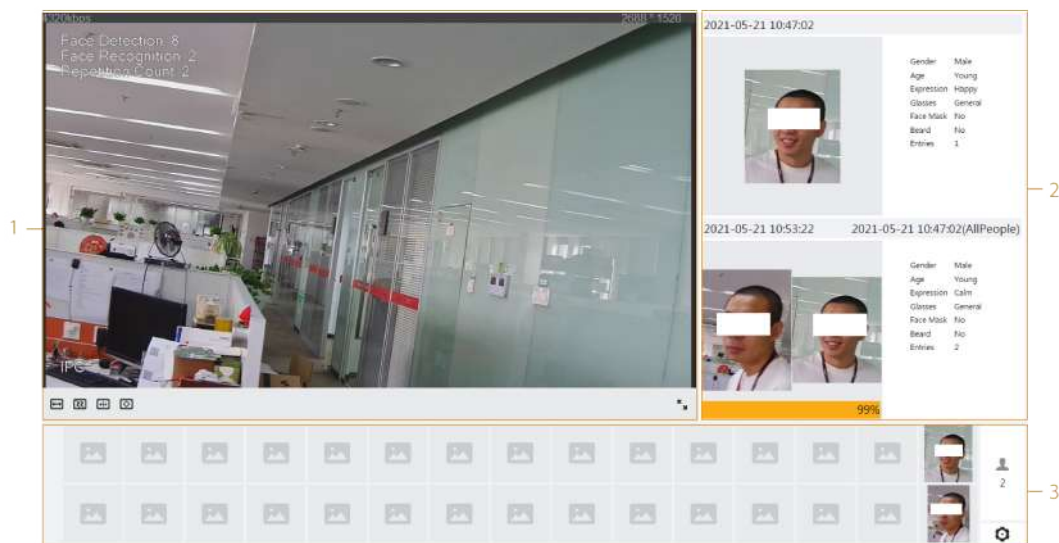 4320kbps
2688 * 1520
Face Detection: 8
Face Recognition: 2
Repetition Count: 2
IPC
1
2021-05-21 10:47:02
Gender Male
Age Young
Expression Happy
Glasses General
Face Mask No
Beard No
Entries 1
2
2021-05-21 10:53:22 2021-05-21 10:47:02(AllPeople)
Gender Male
Age Young
Expression Calm
Glasses General
Face Mask No
Beard No
Entries 2
99%
2
3